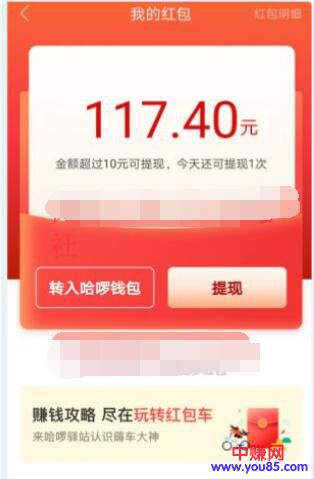 我的红包
红包明细
117.40元
金额超过10元可提现，今天还可提现1次
社
转入哈啰钱包
提现
赚钱攻略 尽在玩转红包车
来哈啰驿站认识薅车大神
中赚网
www.you85.com